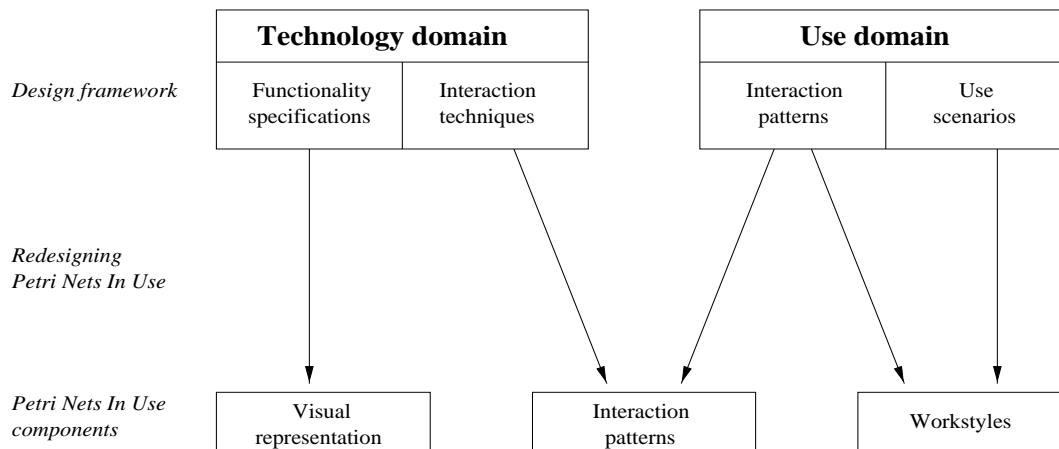 Technology domain
Use domain
Design framework
Functionality
specifications
Interaction
techniques
Interaction
patterns
Use
scenarios
Redesigning
Petri Nets In Use
Petri Nets In Use
components
Visual
representation
Interaction
patterns
Workstyles